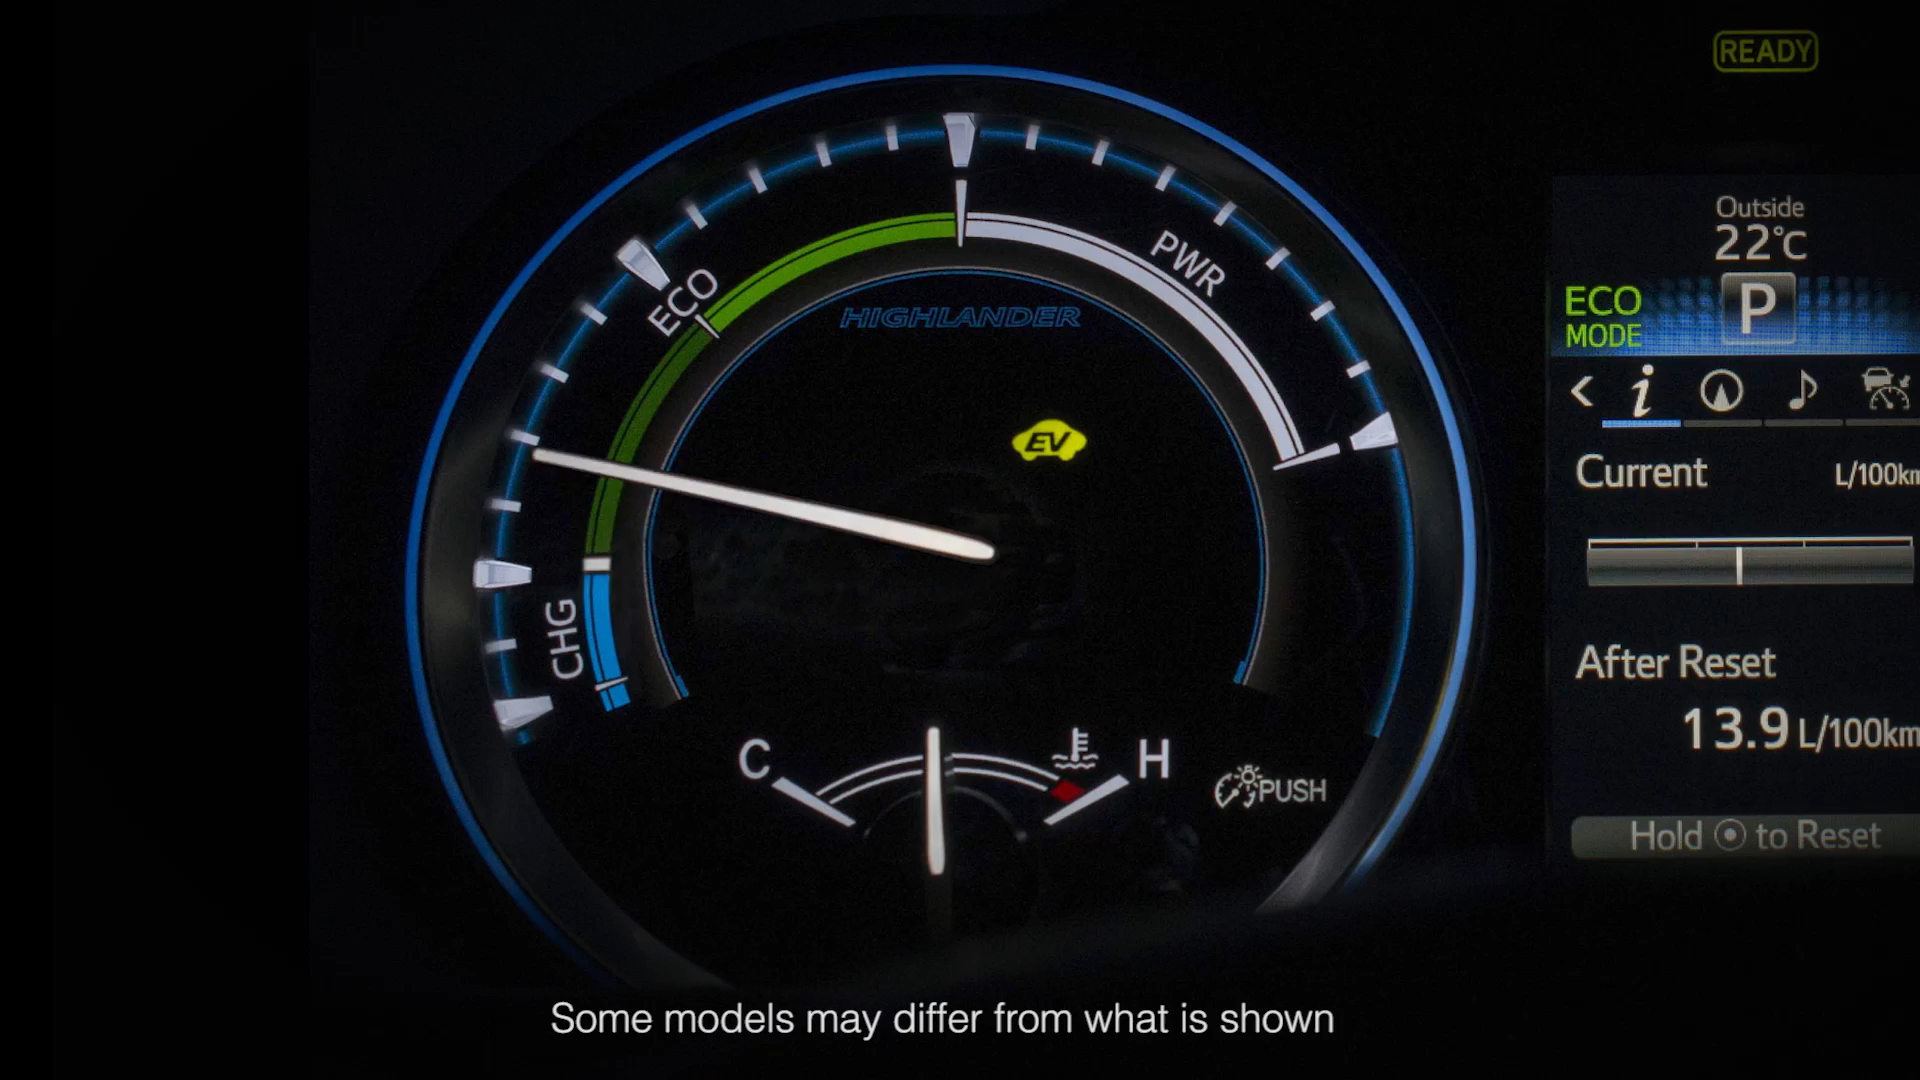 READY
HIGHLANDER
ECO
PWR
CHG
EV
C
H
PUSH
Outside
22°C
ECO
MODE
P
i
Current
L/100km
After Reset
13.9 L/100km
Hold to Reset
Some models may differ from what is shown